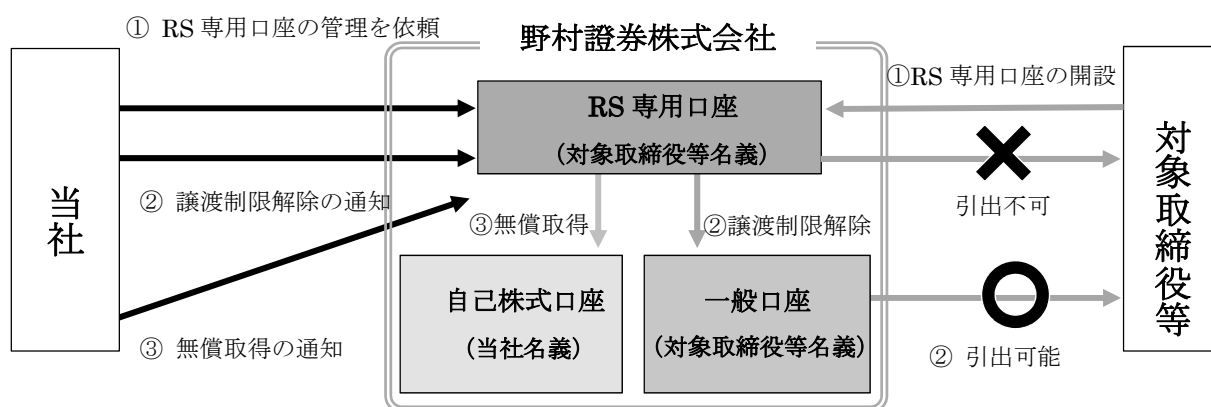 ① RS 専用口座の管理を依頼
野村證券株式会社
①RS 専用口座の開設
RS 専用口座
(対象取締役等名義)
当社
対象取締役等
② 譲渡制限解除の通知
③無償取得
②譲渡制限解除
引出不可
自己株式口座
(当社名義)
一般口座
(対象取締役等名義)
③ 無償取得の通知
② 引出可能